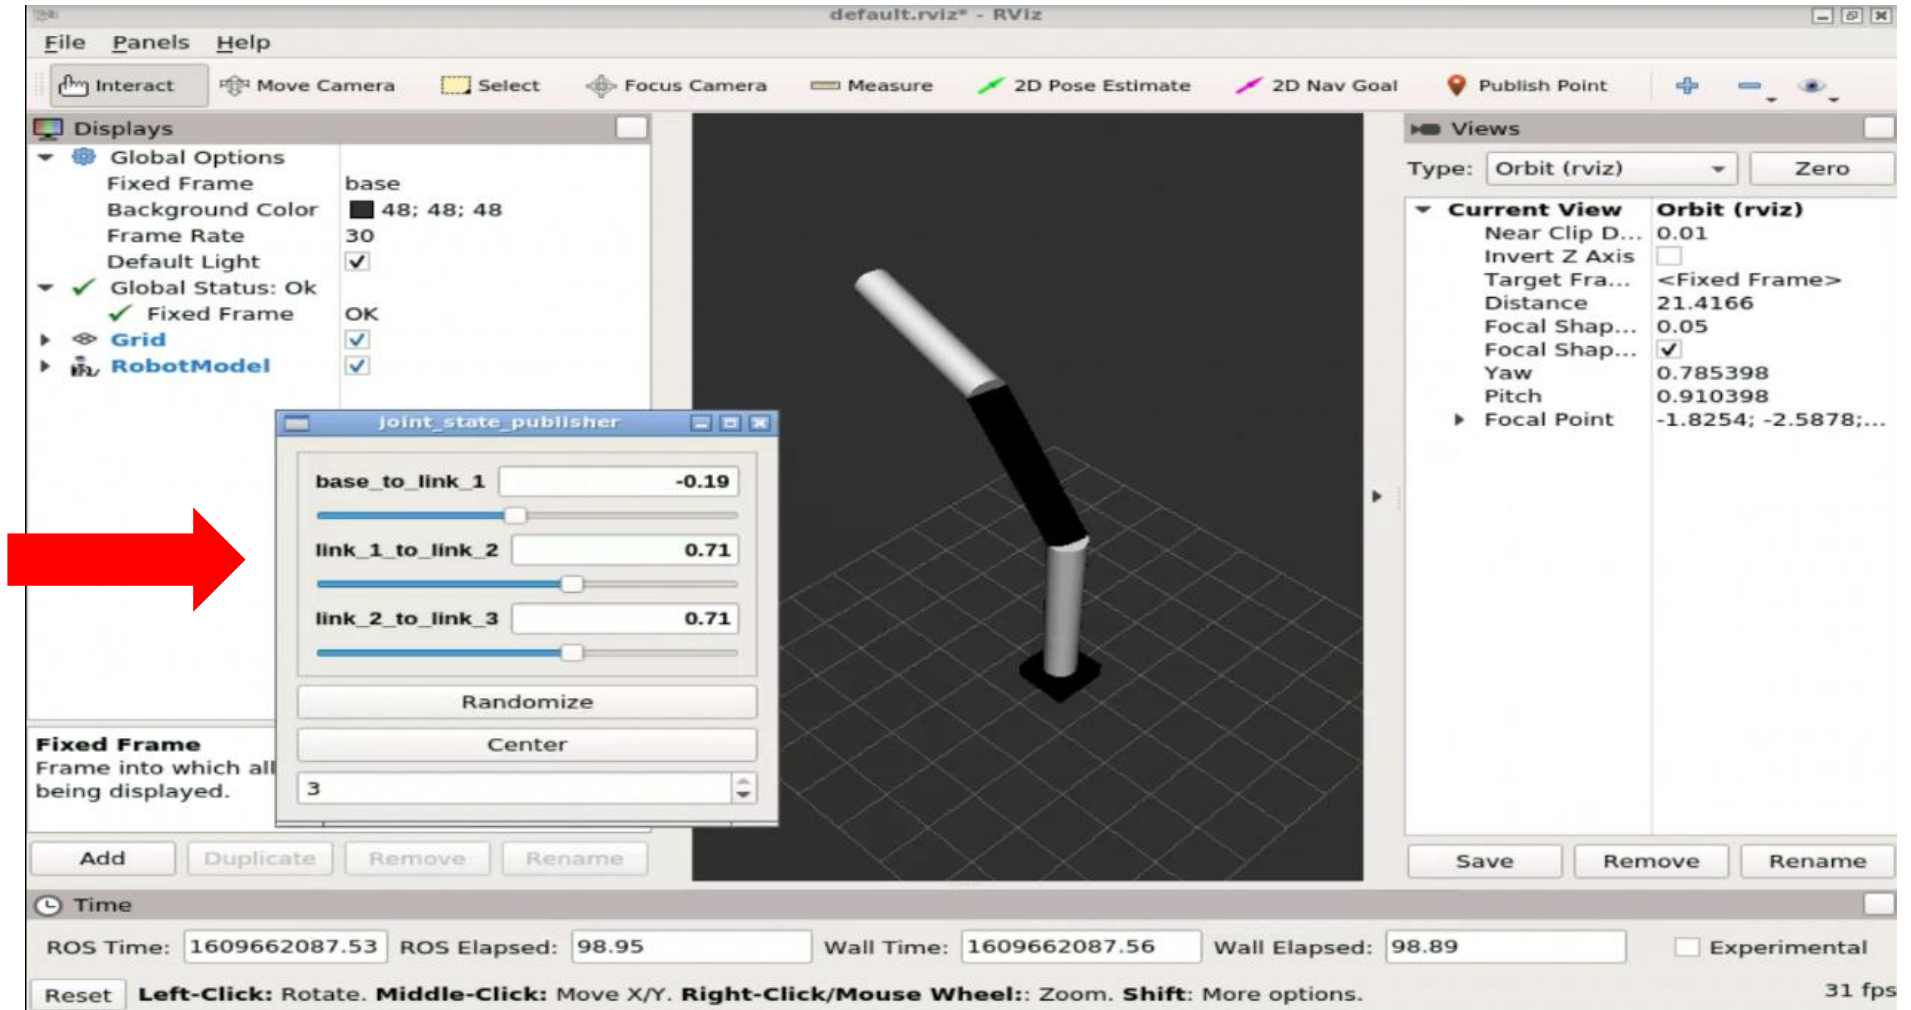 default.rviz* - RViz
File Panels Help
Interact Move Camera Select Focus Camera Measure 2D Pose Estimate 2D Nav Goal Publish Point
Displays
Global Options
Fixed Frame base
Background Color 48; 48; 48
Frame Rate 30
Default Light
Global Status: Ok
Fixed Frame OK
Grid
RobotModel
joint_state_publisher
base_to_link_1 -0.19
link_1_to_link_2 0.71
link_2_to_link_3 0.71
Randomize
Center
3
Fixed Frame
Frame into which all
being displayed.
Add Duplicate Remove Rename
Views
Type: Orbit (rviz) Zero
Current View Orbit (rviz)
Near Clip D... 0.01
Invert Z Axis
Target Fra... <Fixed Frame>
Distance 21.4166
Focal Shap... 0.05
Focal Shap...
Yaw 0.785398
Pitch 0.910398
Focal Point -1.8254; -2.5878;...
Save Remove Rename
Time
ROS Time: 1609662087.53 ROS Elapsed: 98.95 Wall Time: 1609662087.56 Wall Elapsed: 98.89 Experimental
Reset Left-Click: Rotate. Middle-Click: Move X/Y. Right-Click/Mouse Wheel:: Zoom. Shift: More options. 31 fps